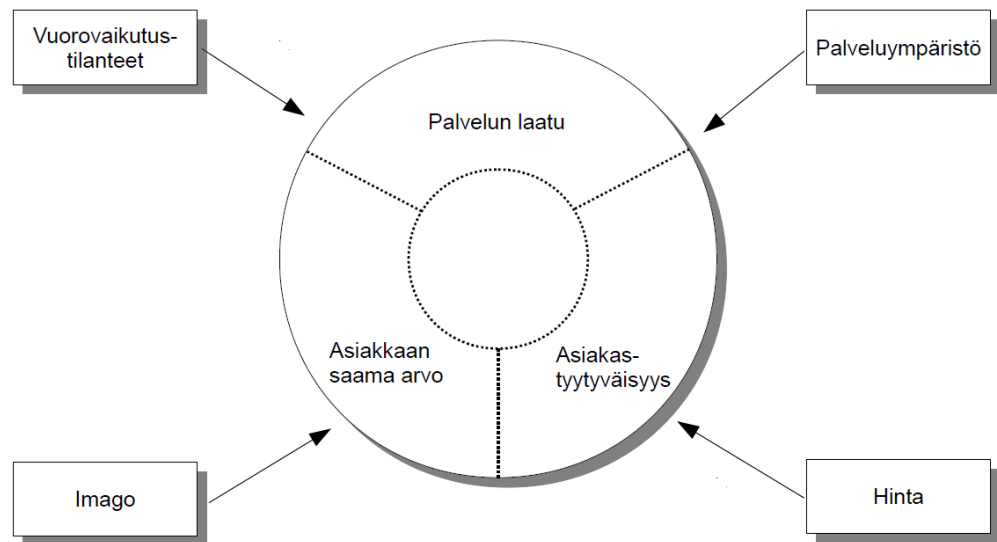 Vuorovaikutus-
tilanteet
Palveluympäristö
Palvelun laatu
Asiakkaan
saama arvo
Asiakas-
tyytyväisyys
Imago
Hinta